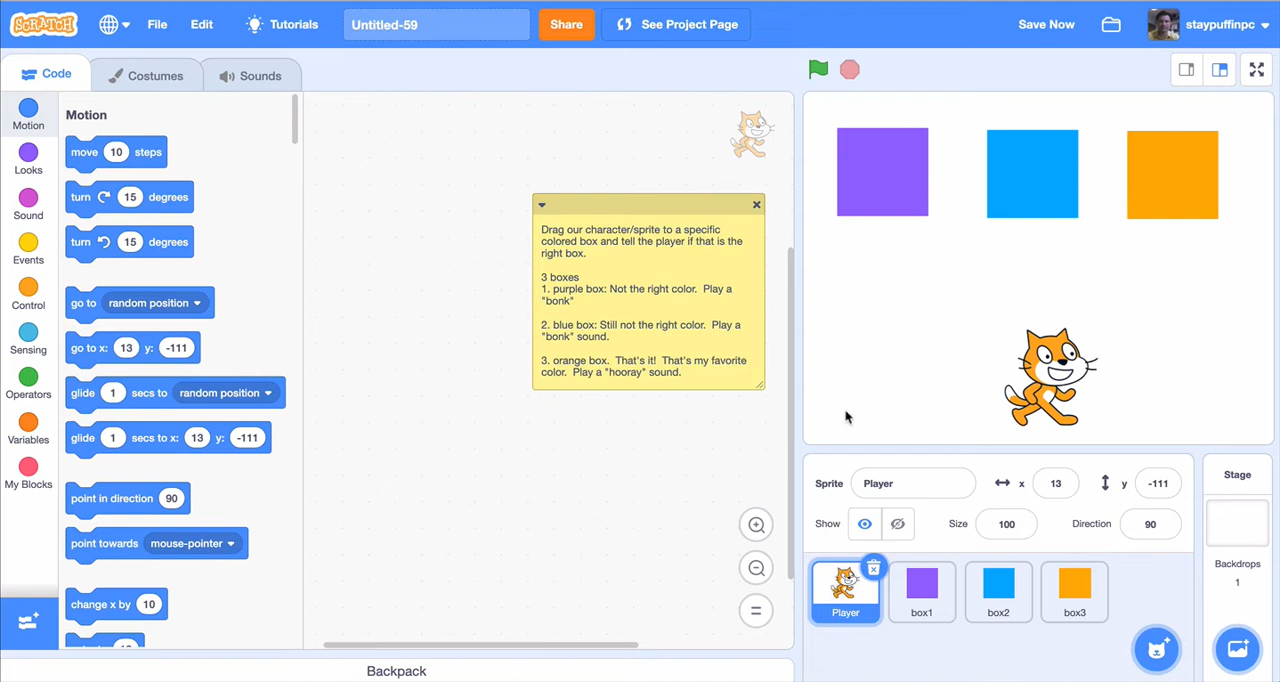 SCRATCH
File
Edit
Tutorials
Untitled-59
Share
See Project Page
Save Now
staypuffinpc
Code
Costumes
Sounds
Motion
Looks
Sound
Events
Control
Sensing
Operators
Variables
My Blocks
Motion
move 10 steps
turn 15 degrees
turn 15 degrees
go to random position
go to x: 13 y: -111
glide 1 secs to random position
glide 1 secs to x: 13 y: -111
point in direction 90
point towards mouse-pointer
change x by 10
Drag our character/sprite to a specific
colored box and tell the player if that is the
right box.
3 boxes
1. purple box: Not the right color. Play a
"bonk"
2. blue box: Still not the right color. Play a
"bonk" sound.
3. orange box. That's it! That's my favorite
color. Play a "hooray" sound.
Backpack
Sprite Player x 13 y -111
Show Size 100 Direction 90
Player
box1
box2
box3
Stage
Backdrops
1